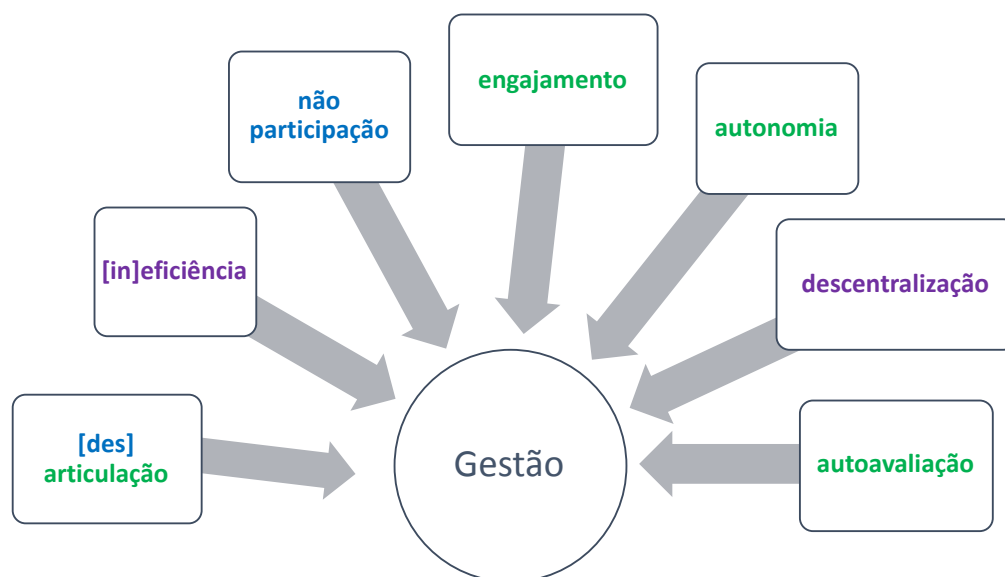 não
participação
engajamento
autonomia
[in]eficiência
descentralização
[des]
articulação
autoavaliação
Gestão